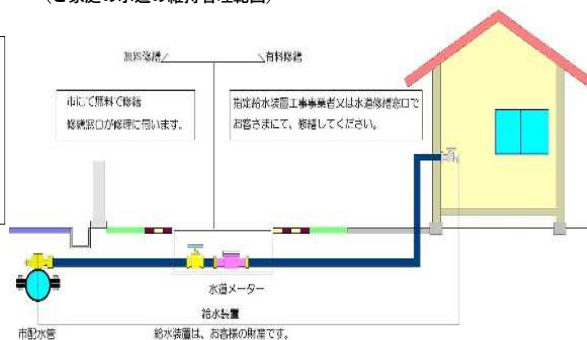 （ご家庭の水道の維持管理範囲）
無料修繕
有料修繕
市にて無料で修繕
修繕窓口が修理に伺います。
指定給水装置工事事業者又は水道修繕窓口で
お客さまにて、修繕してください。
水道メーター
給水装置
市配水管
給水装置は、お客様の財産です。